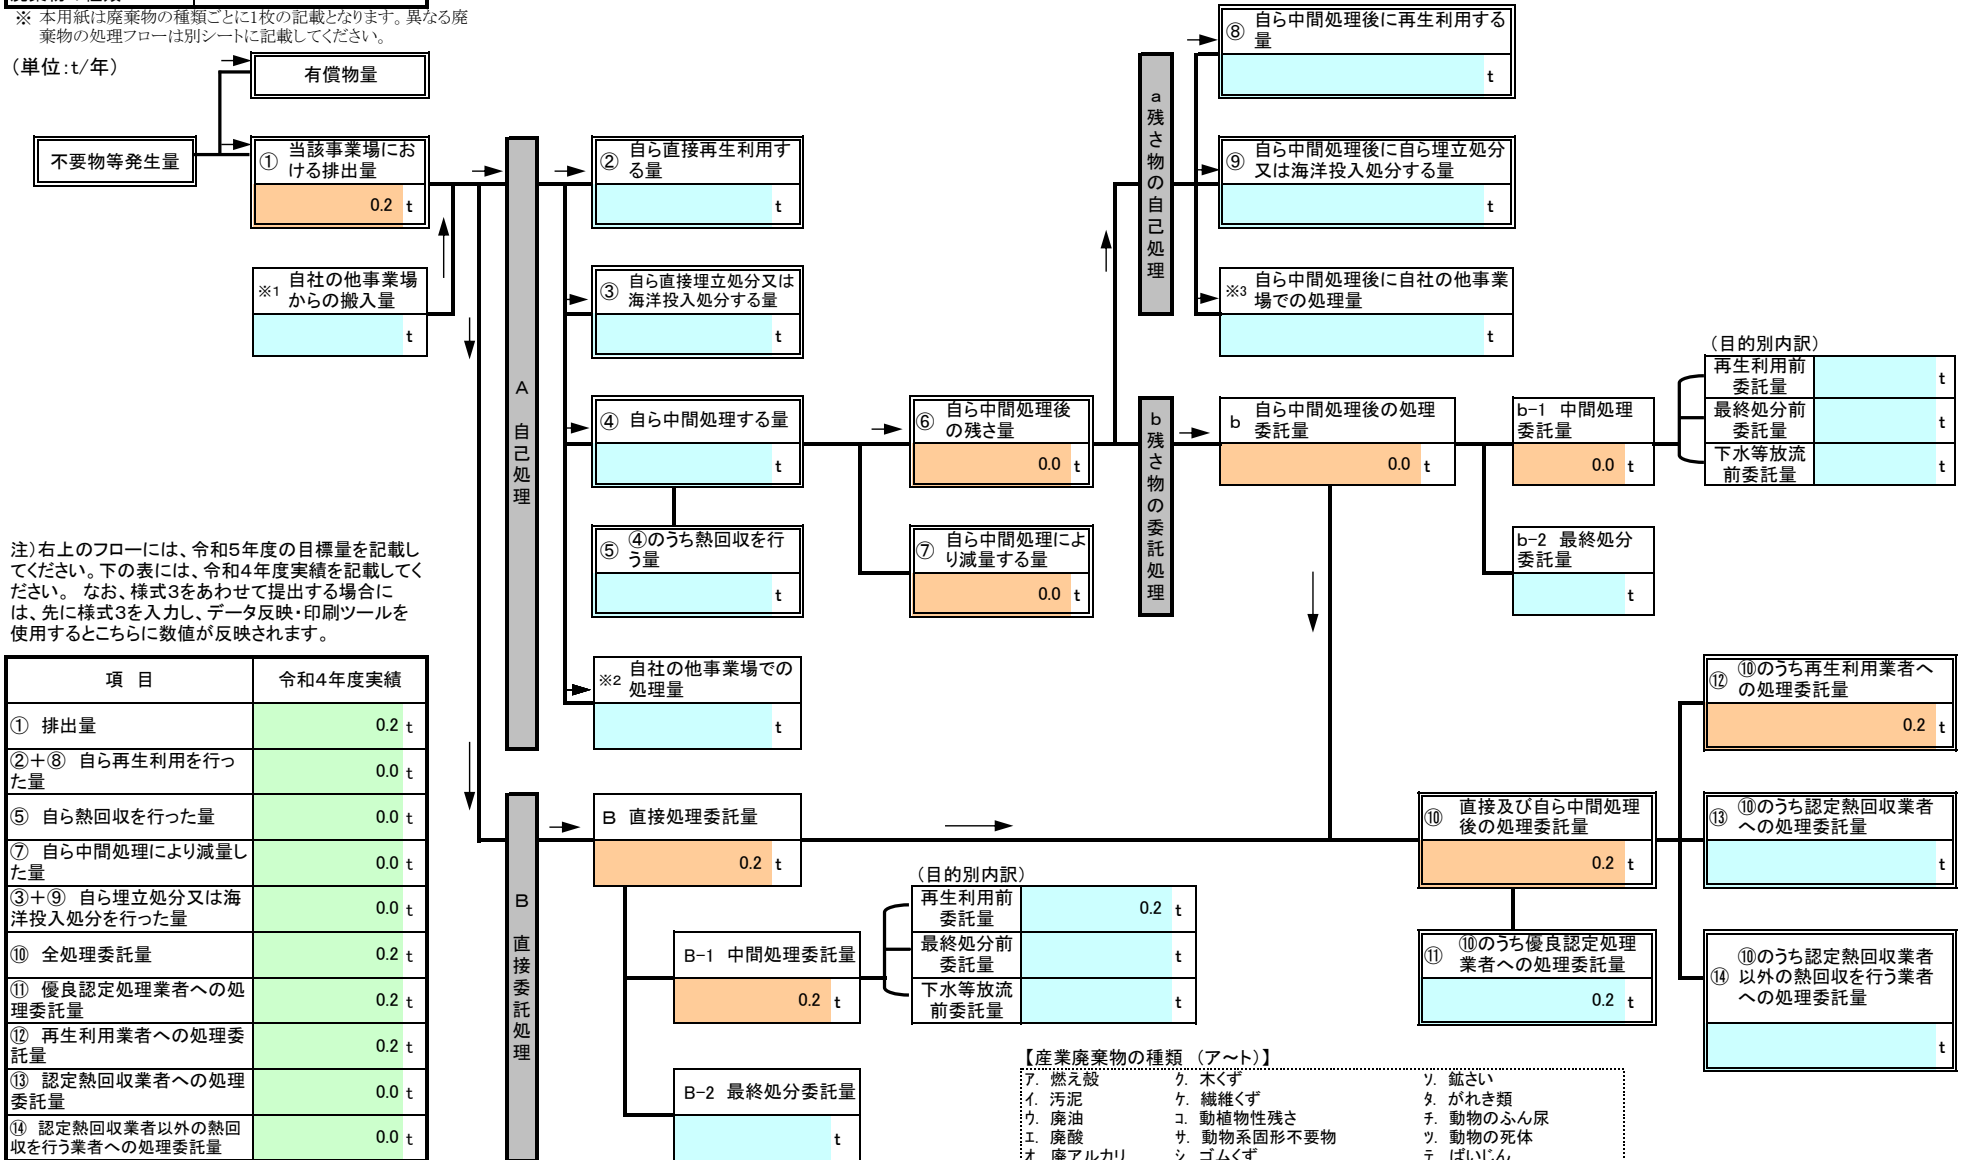 ※ 本用紙は廃棄物の種類ごとに1枚の記載となります。異なる廃
棄物の処理フローは別シートに記載してください。
(単位:t/年)
有償物量
不要物等発生量
① 当該事業場にお
ける排出量
0.2 t
※1 自社の他事業場
からの搬入量
t
A 自己処理
② 自ら直接再生利用す
る量
t
③ 自ら直接埋立処分又は
海洋投入処分する量
t
④ 自ら中間処理する量
t
⑤ ④のうち熱回収を行
う量
t
※2 自社の他事業場での
処理量
t
⑥ 自ら中間処理後
の残さ量
0.0 t
⑦ 自ら中間処理によ
り減量する量
0.0 t
a 残さ物の自己処理
⑧ 自ら中間処理後に再生利用する
量
t
⑨ 自ら中間処理後に自ら埋立処分
又は海洋投入処分する量
t
※3 自ら中間処理後に自社の他事業
場での処理量
t
b 残さ物の委託処理
b 自ら中間処理後の処理
委託量
0.0 t
b-1 中間処理
委託量
0.0 t
b-2 最終処分
委託量
t
(目的別内訳)
再生利用前
委託量
t
最終処分前
委託量
t
下水等放流
前委託量
t
注)右上のフローには、令和5年度の目標量を記載し
てください。下の表には、令和4年度実績を記載してく
ださい。 なお、様式3をあわせて提出する場合に
は、先に様式3を入力し、データ反映・印刷ツールを
使用するとこちらに数値が反映されます。
項 目 令和4年度実績
① 排出量 0.2 t
②+⑧ 自ら再生利用を行っ
た量 0.0 t
⑤ 自ら熱回収を行った量 0.0 t
⑦ 自ら中間処理により減量し
た量 0.0 t
③+⑨ 自ら埋立処分又は海
洋投入処分を行った量 0.0 t
⑩ 全処理委託量 0.2 t
⑪ 優良認定処理業者への処
理委託量 0.2 t
⑫ 再生利用業者への処理委
託量 0.2 t
⑬ 認定熱回収業者への処理
委託量 0.0 t
⑭ 認定熱回収業者以外の熱回
収を行う業者への処理委託量 0.0 t
B 直接委託処理
B 直接処理委託量
0.2 t
B-1 中間処理委託量
0.2 t
B-2 最終処分委託量
t
(目的別内訳)
再生利用前
委託量
0.2 t
最終処分前
委託量
t
下水等放流
前委託量
t
⑩ 直接及び自ら中間処理
後の処理委託量
0.2 t
⑪ ⑩のうち優良認定処理
業者への処理委託量
0.2 t
⑫ ⑩のうち再生利用業者へ
の処理委託量
0.2 t
⑬ ⑩のうち認定熱回収業者
への処理委託量
t
⑭ ⑩のうち認定熱回収業者
以外の熱回収を行う業者
への処理委託量
t
【産業廃棄物の種類 (ア~ト)】
ア. 燃え殻 ク. 木くず ソ. 鉱さい
イ. 汚泥 ケ. 繊維くず タ. がれき類
ウ. 廃油 コ. 動植物性残さ チ. 動物のふん尿
エ. 廃酸 サ. 動物系固形不要物 ツ. 動物の死体
オ. 廃アルカリ シ. ゴムくず テ. ばいじん